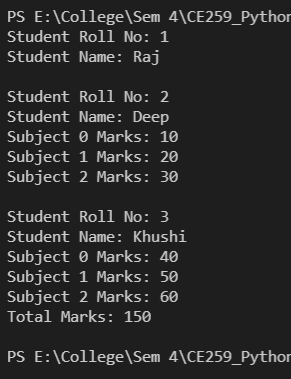 PS E:\College\Sem 4\CE259_Python
Student Roll No: 1
Student Name: Raj
Student Roll No: 2
Student Name: Deep
Subject 0 Marks: 10
Subject 1 Marks: 20
Subject 2 Marks: 30
Student Roll No: 3
Student Name: Khushi
Subject 0 Marks: 40
Subject 1 Marks: 50
Subject 2 Marks: 60
Total Marks: 150
PS E:\College\Sem 4\CE259_Python